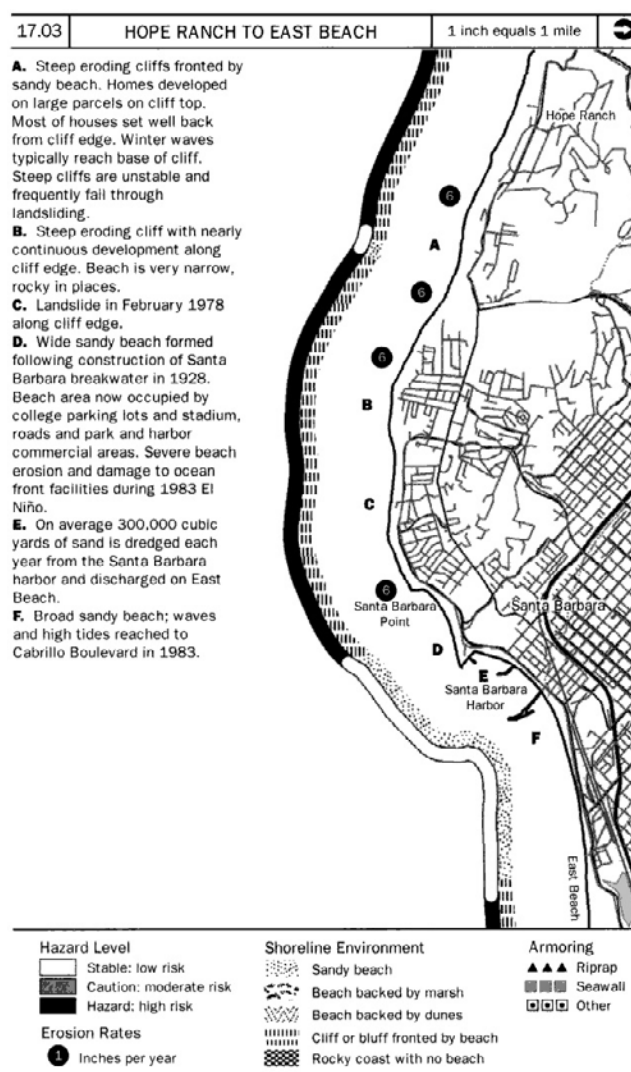 17.03
HOPE RANCH TO EAST BEACH
1 inch equals 1 mile
A. Steep eroding cliffs fronted by
sandy beach. Homes developed
on large parcels on cliff top.
Most of houses set well back
from cliff edge. Winter waves
typically reach base of cliff.
Steep cliffs are unstable and
frequently fail through
landsliding.
B. Steep eroding cliff with nearly
continuous development along
cliff edge. Beach is very narrow,
rocky in places.
C. Landslide in February 1978
along cliff edge.
D. Wide sandy beach formed
following construction of Santa
Barbara breakwater in 1928.
Beach area now occupied by
college parking lots and stadium,
roads and park and harbor
commercial areas. Severe beach
erosion and damage to ocean
front facilities during 1983 El
Niño.
E. On average 300,000 cubic
yards of sand is dredged each
year from the Santa Barbara
harbor and discharged on East
Beach.
F. Broad sandy beach; waves
and high tides reached to
Cabrillo Boulevard in 1983.
Hope Ranch
6
A
6
6
B
C
6
Santa Barbara
Point
Santa Barbara
D
E
Santa Barbara
Harbor
F
East Beach
Hazard Level
Stable: low risk
Caution: moderate risk
Hazard: high risk
Erosion Rates
1 Inches per year
Shoreline Environment
Sandy beach
Beach backed by marsh
Beach backed by dunes
Cliff or bluff fronted by beach
Rocky coast with no beach
Armoring
Riprap
Seawall
Other